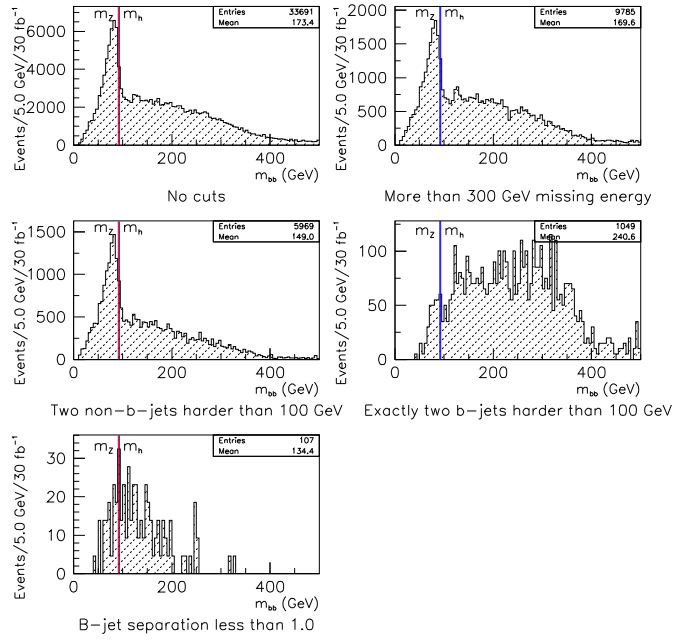 Events/5.0 GeV/30 fb⁻¹
6000
4000
2000
0
m_Z m_h
Entries 33691
Mean 173.4
0 200 400
m_bb (GeV)
No cuts
Events/5.0 GeV/30 fb⁻¹
2000
1500
1000
500
0
m_Z m_h
Entries 9785
Mean 169.6
0 200 400
m_bb (GeV)
More than 300 GeV missing energy
Events/5.0 GeV/30 fb⁻¹
1500
1000
500
0
m_Z m_h
Entries 5969
Mean 149.0
0 200 400
m_bb (GeV)
Two non-b-jets harder than 100 GeV
Events/5.0 GeV/30 fb⁻¹
100
50
0
m_Z m_h
Entries 1049
Mean 240.6
0 200 400
m_bb (GeV)
Exactly two b-jets harder than 100 GeV
Events/5.0 GeV/30 fb⁻¹
30
20
10
0
m_Z m_h
Entries 107
Mean 134.4
0 200 400
m_bb (GeV)
B-jet separation less than 1.0